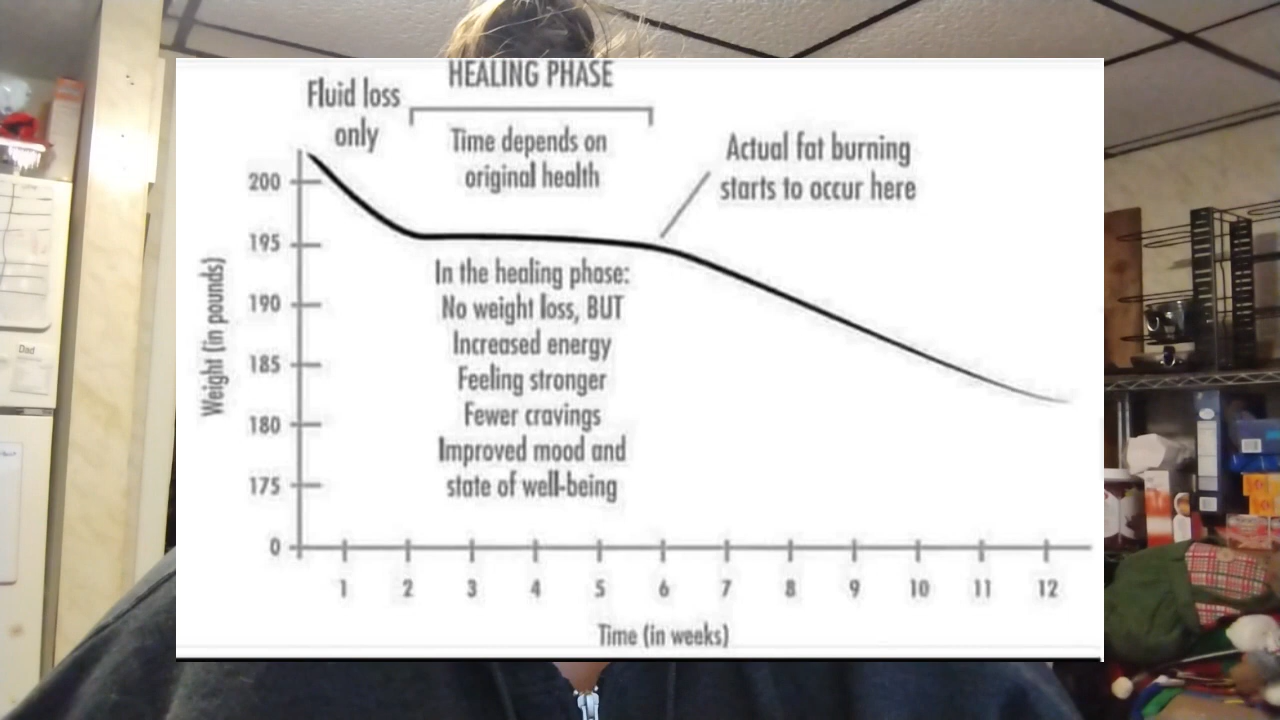 HEALING PHASE
Fluid loss
only
Time depends on
original health
Actual fat burning
starts to occur here
200
195
190
185
180
175
0
Weight (in pounds)
In the healing phase:
No weight loss, BUT
Increased energy
Feeling stronger
Fewer cravings
Improved mood and
state of well-being
1 2 3 4 5 6 7 8 9 10 11 12
Time (in weeks)
Dad